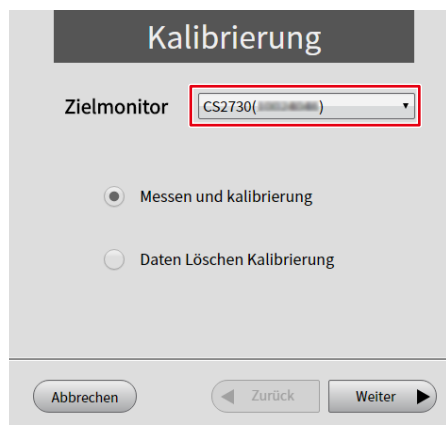 Kalibrierung
Zielmonitor CS2730( )
Messen und kalibrierung
Daten Löschen Kalibrierung
Abbrechen Zurück Weiter